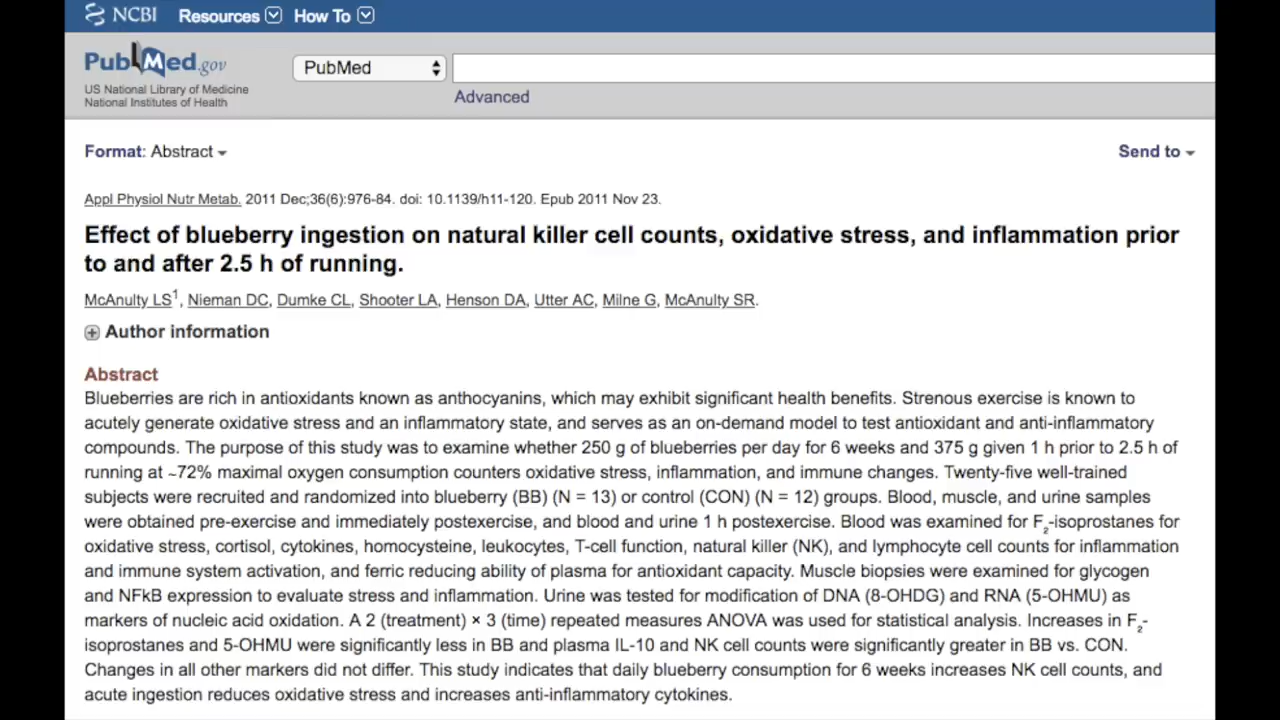 NCBI Resources How To
PubMed.gov
US National Library of Medicine
National Institutes of Health
PubMed
Advanced
Format: Abstract
Send to
Appl Physiol Nutr Metab. 2011 Dec;36(6):976-84. doi: 10.1139/h11-120. Epub 2011 Nov 23.
Effect of blueberry ingestion on natural killer cell counts, oxidative stress, and inflammation prior
to and after 2.5 h of running.
McAnulty LS1, Nieman DC, Dumke CL, Shooter LA, Henson DA, Utter AC, Milne G, McAnulty SR.
Author information
Abstract
Blueberries are rich in antioxidants known as anthocyanins, which may exhibit significant health benefits. Strenous exercise is known to
acutely generate oxidative stress and an inflammatory state, and serves as an on-demand model to test antioxidant and anti-inflammatory
compounds. The purpose of this study was to examine whether 250 g of blueberries per day for 6 weeks and 375 g given 1 h prior to 2.5 h of
running at ~72% maximal oxygen consumption counters oxidative stress, inflammation, and immune changes. Twenty-five well-trained
subjects were recruited and randomized into blueberry (BB) (N = 13) or control (CON) (N = 12) groups. Blood, muscle, and urine samples
were obtained pre-exercise and immediately postexercise, and blood and urine 1 h postexercise. Blood was examined for F2-isoprostanes for
oxidative stress, cortisol, cytokines, homocysteine, leukocytes, T-cell function, natural killer (NK), and lymphocyte cell counts for inflammation
and immune system activation, and ferric reducing ability of plasma for antioxidant capacity. Muscle biopsies were examined for glycogen
and NFkB expression to evaluate stress and inflammation. Urine was tested for modification of DNA (8-OHDG) and RNA (5-OHMU) as
markers of nucleic acid oxidation. A 2 (treatment) × 3 (time) repeated measures ANOVA was used for statistical analysis. Increases in F2-
isoprostanes and 5-OHMU were significantly less in BB and plasma IL-10 and NK cell counts were significantly greater in BB vs. CON.
Changes in all other markers did not differ. This study indicates that daily blueberry consumption for 6 weeks increases NK cell counts, and
acute ingestion reduces oxidative stress and increases anti-inflammatory cytokines.